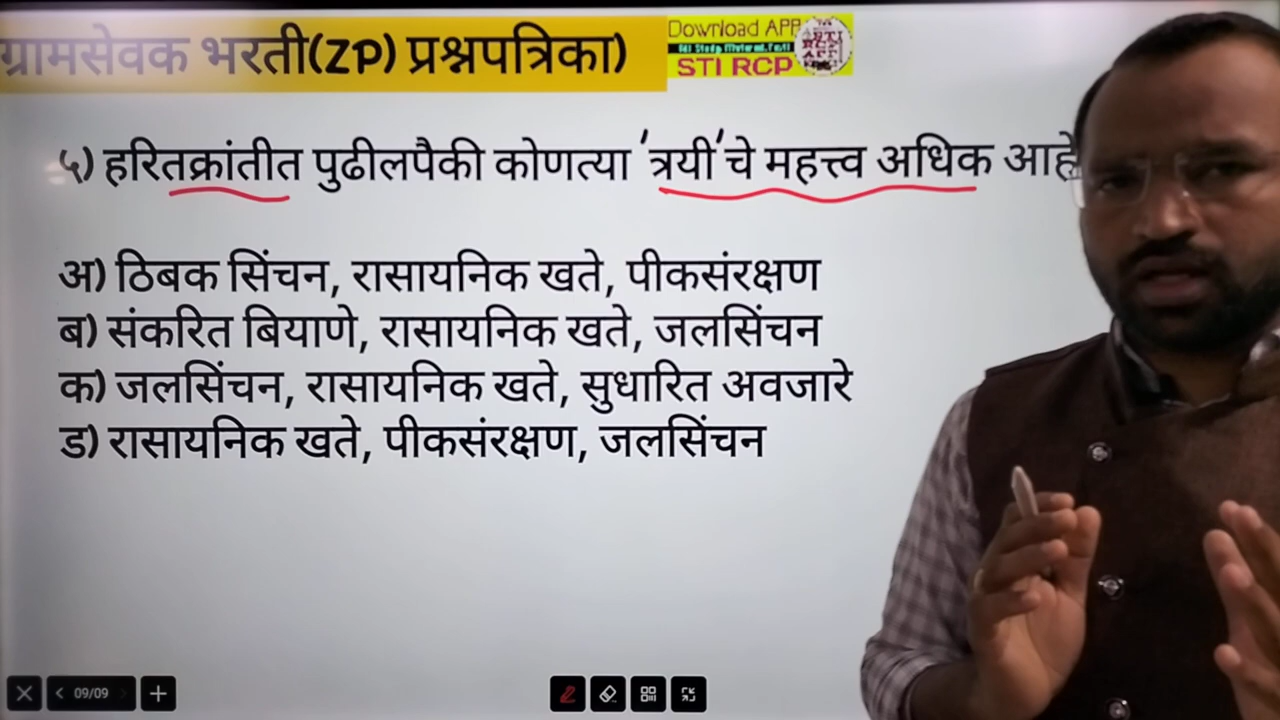 ग्रामसेवक भरती(ZP) प्रश्नपत्रिका)
Download APP
STI RCP
५) हरितक्रांतीत पुढीलपैकी कोणत्या 'त्रयी'चे महत्त्व अधिक आहे
अ) ठिबक सिंचन, रासायनिक खते, पीकसंरक्षण
ब) संकरित बियाणे, रासायनिक खते, जलसिंचन
क) जलसिंचन, रासायनिक खते, सुधारित अवजारे
ड) रासायनिक खते, पीकसंरक्षण, जलसिंचन
09/09